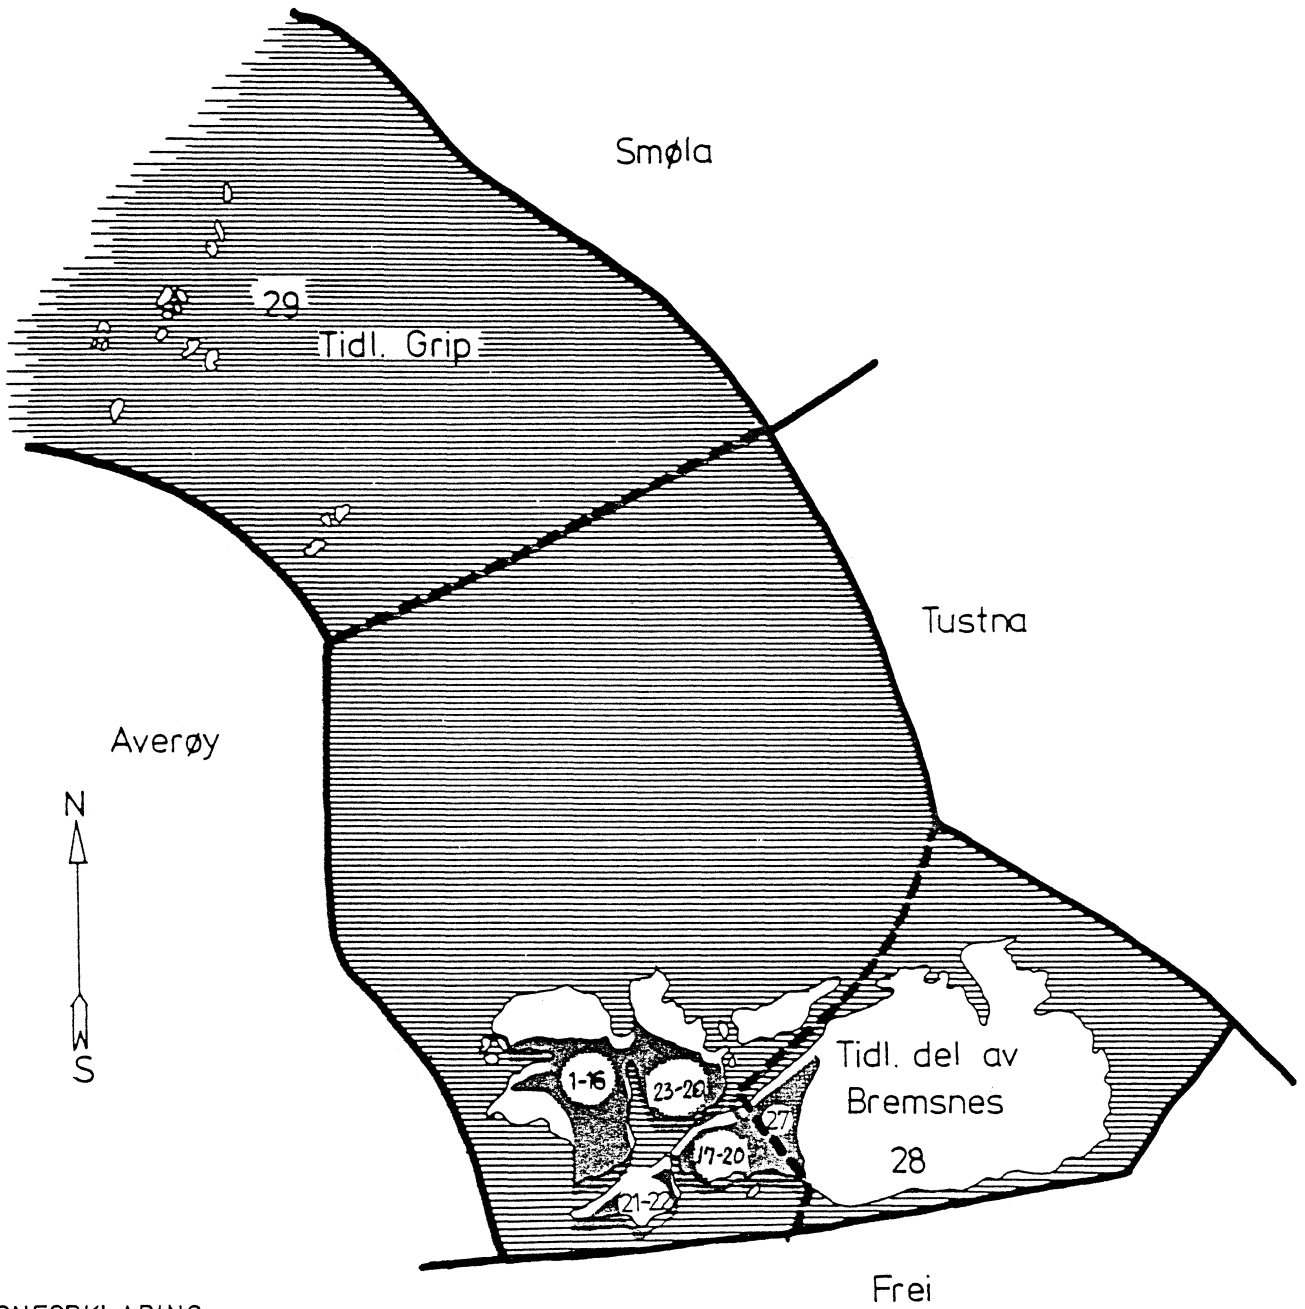 Smøla
29
Tidl. Grip
Tustna
Averøy
N
S
Tidl. del av
Bremsnes
28
1-16
23-26
27
17-20
21-22
Frei